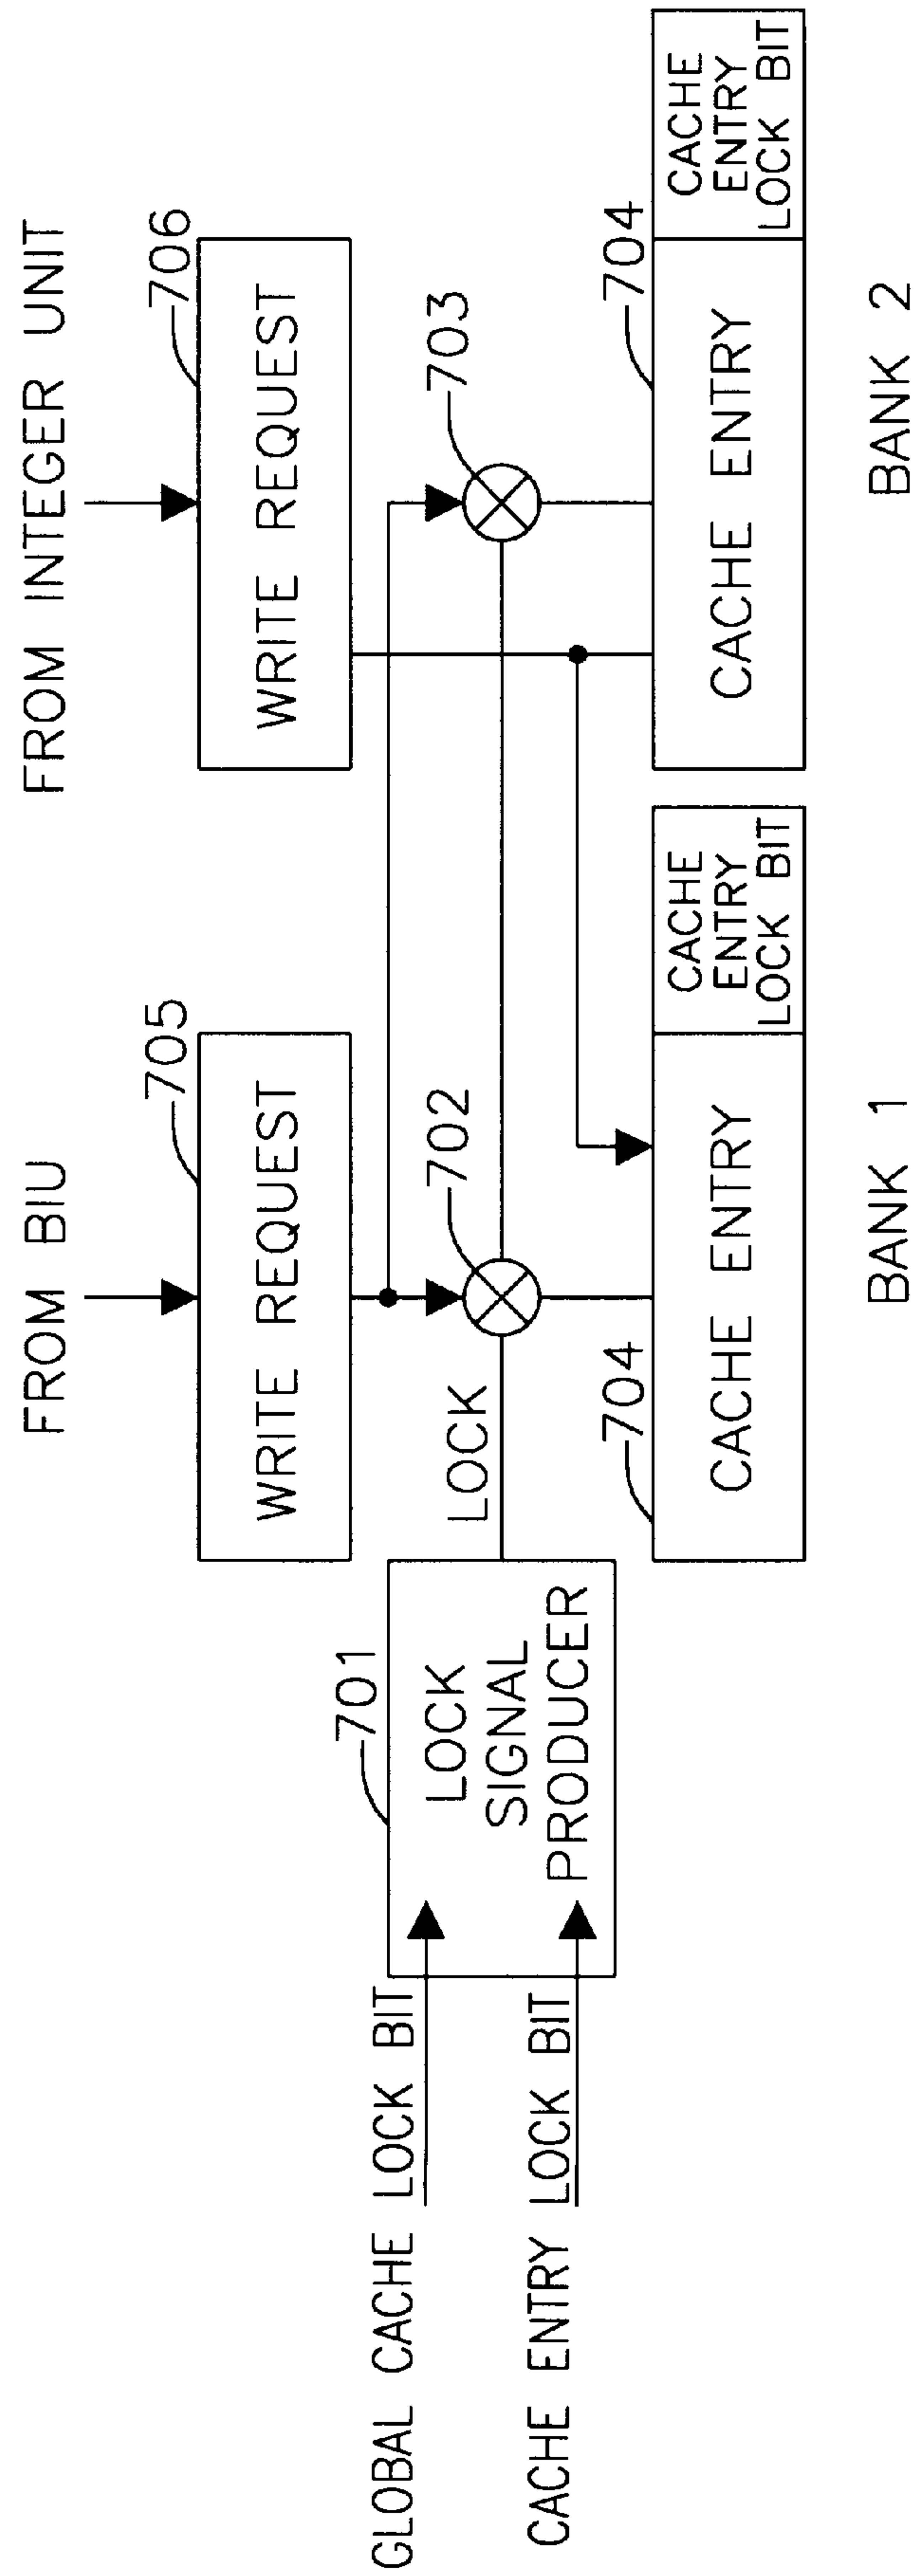 FROM BIU
FROM INTEGER UNIT
705
706
WRITE REQUEST
WRITE REQUEST
701
LOCK
702
703
GLOBAL CACHE LOCK BIT
CACHE ENTRY LOCK BIT
LOCK
SIGNAL
PRODUCER
704
704
CACHE ENTRY
CACHE
ENTRY
LOCK BIT
CACHE ENTRY
CACHE
ENTRY
LOCK BIT
BANK 1
BANK 2